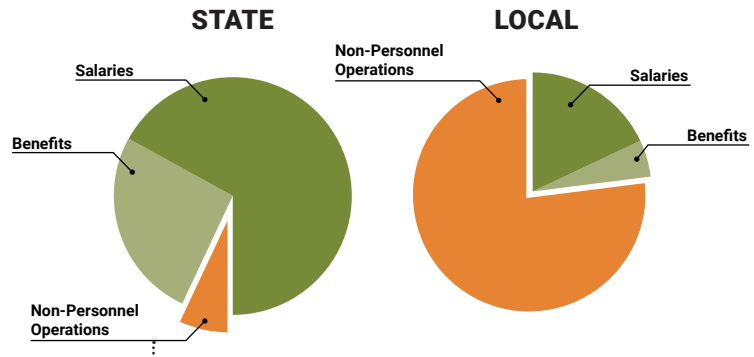 STATE
Salaries
Benefits
Non-Personnel
Operations
LOCAL
Non-Personnel
Operations
Salaries
Benefits